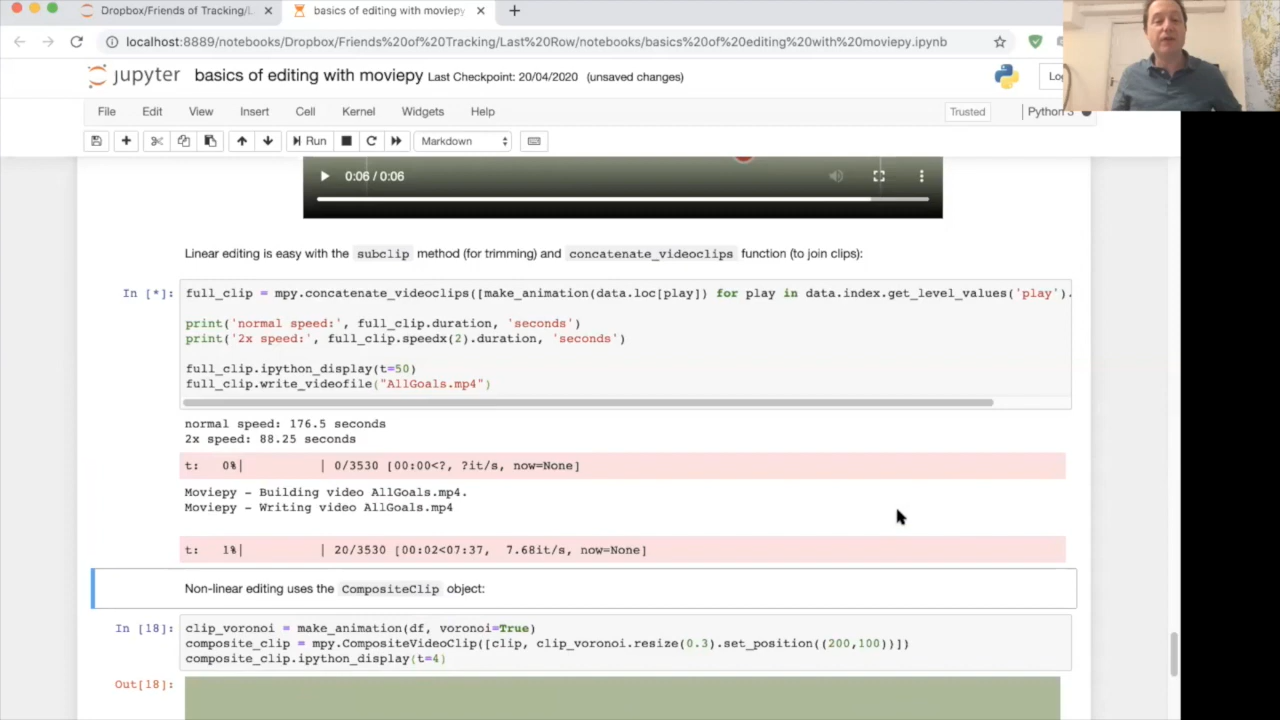 Dropbox/Friends of Tracking/L
basics of editing with moviepy
localhost:8889/notebooks/Dropbox/Friends%20of%20Tracking/Last%20Row/notebooks/basics%20of%20editing%20with%20moviepy.ipynb
jupyter basics of editing with moviepy Last Checkpoint: 20/04/2020 (unsaved changes)
File Edit View Insert Cell Kernel Widgets Help
Trusted
Python 3
Run
Markdown
0:06 / 0:06
Linear editing is easy with the subclip method (for trimming) and concatenate_videoclips function (to join clips):
In [*]: full_clip = mpy.concatenate_videoclips([make_animation(data.loc[play]) for play in data.index.get_level_values('play').
print('normal speed:', full_clip.duration, 'seconds')
print('2x speed:', full_clip.speedx(2).duration, 'seconds')
full_clip.ipython_display(t=50)
full_clip.write_videofile("AllGoals.mp4")
normal speed: 176.5 seconds
2x speed: 88.25 seconds
t: 0%| | 0/3530 [00:00<?, ?it/s, now=None]
Moviepy - Building video AllGoals.mp4.
Moviepy - Writing video AllGoals.mp4
t: 1%| | 20/3530 [00:02<07:37, 7.68it/s, now=None]
Non-linear editing uses the CompositeClip object:
In [18]: clip_voronoi = make_animation(df, voronoi=True)
composite_clip = mpy.CompositeVideoClip([clip, clip_voronoi.resize(0.3).set_position((200,100))])
composite_clip.ipython_display(t=4)
Out[18]: